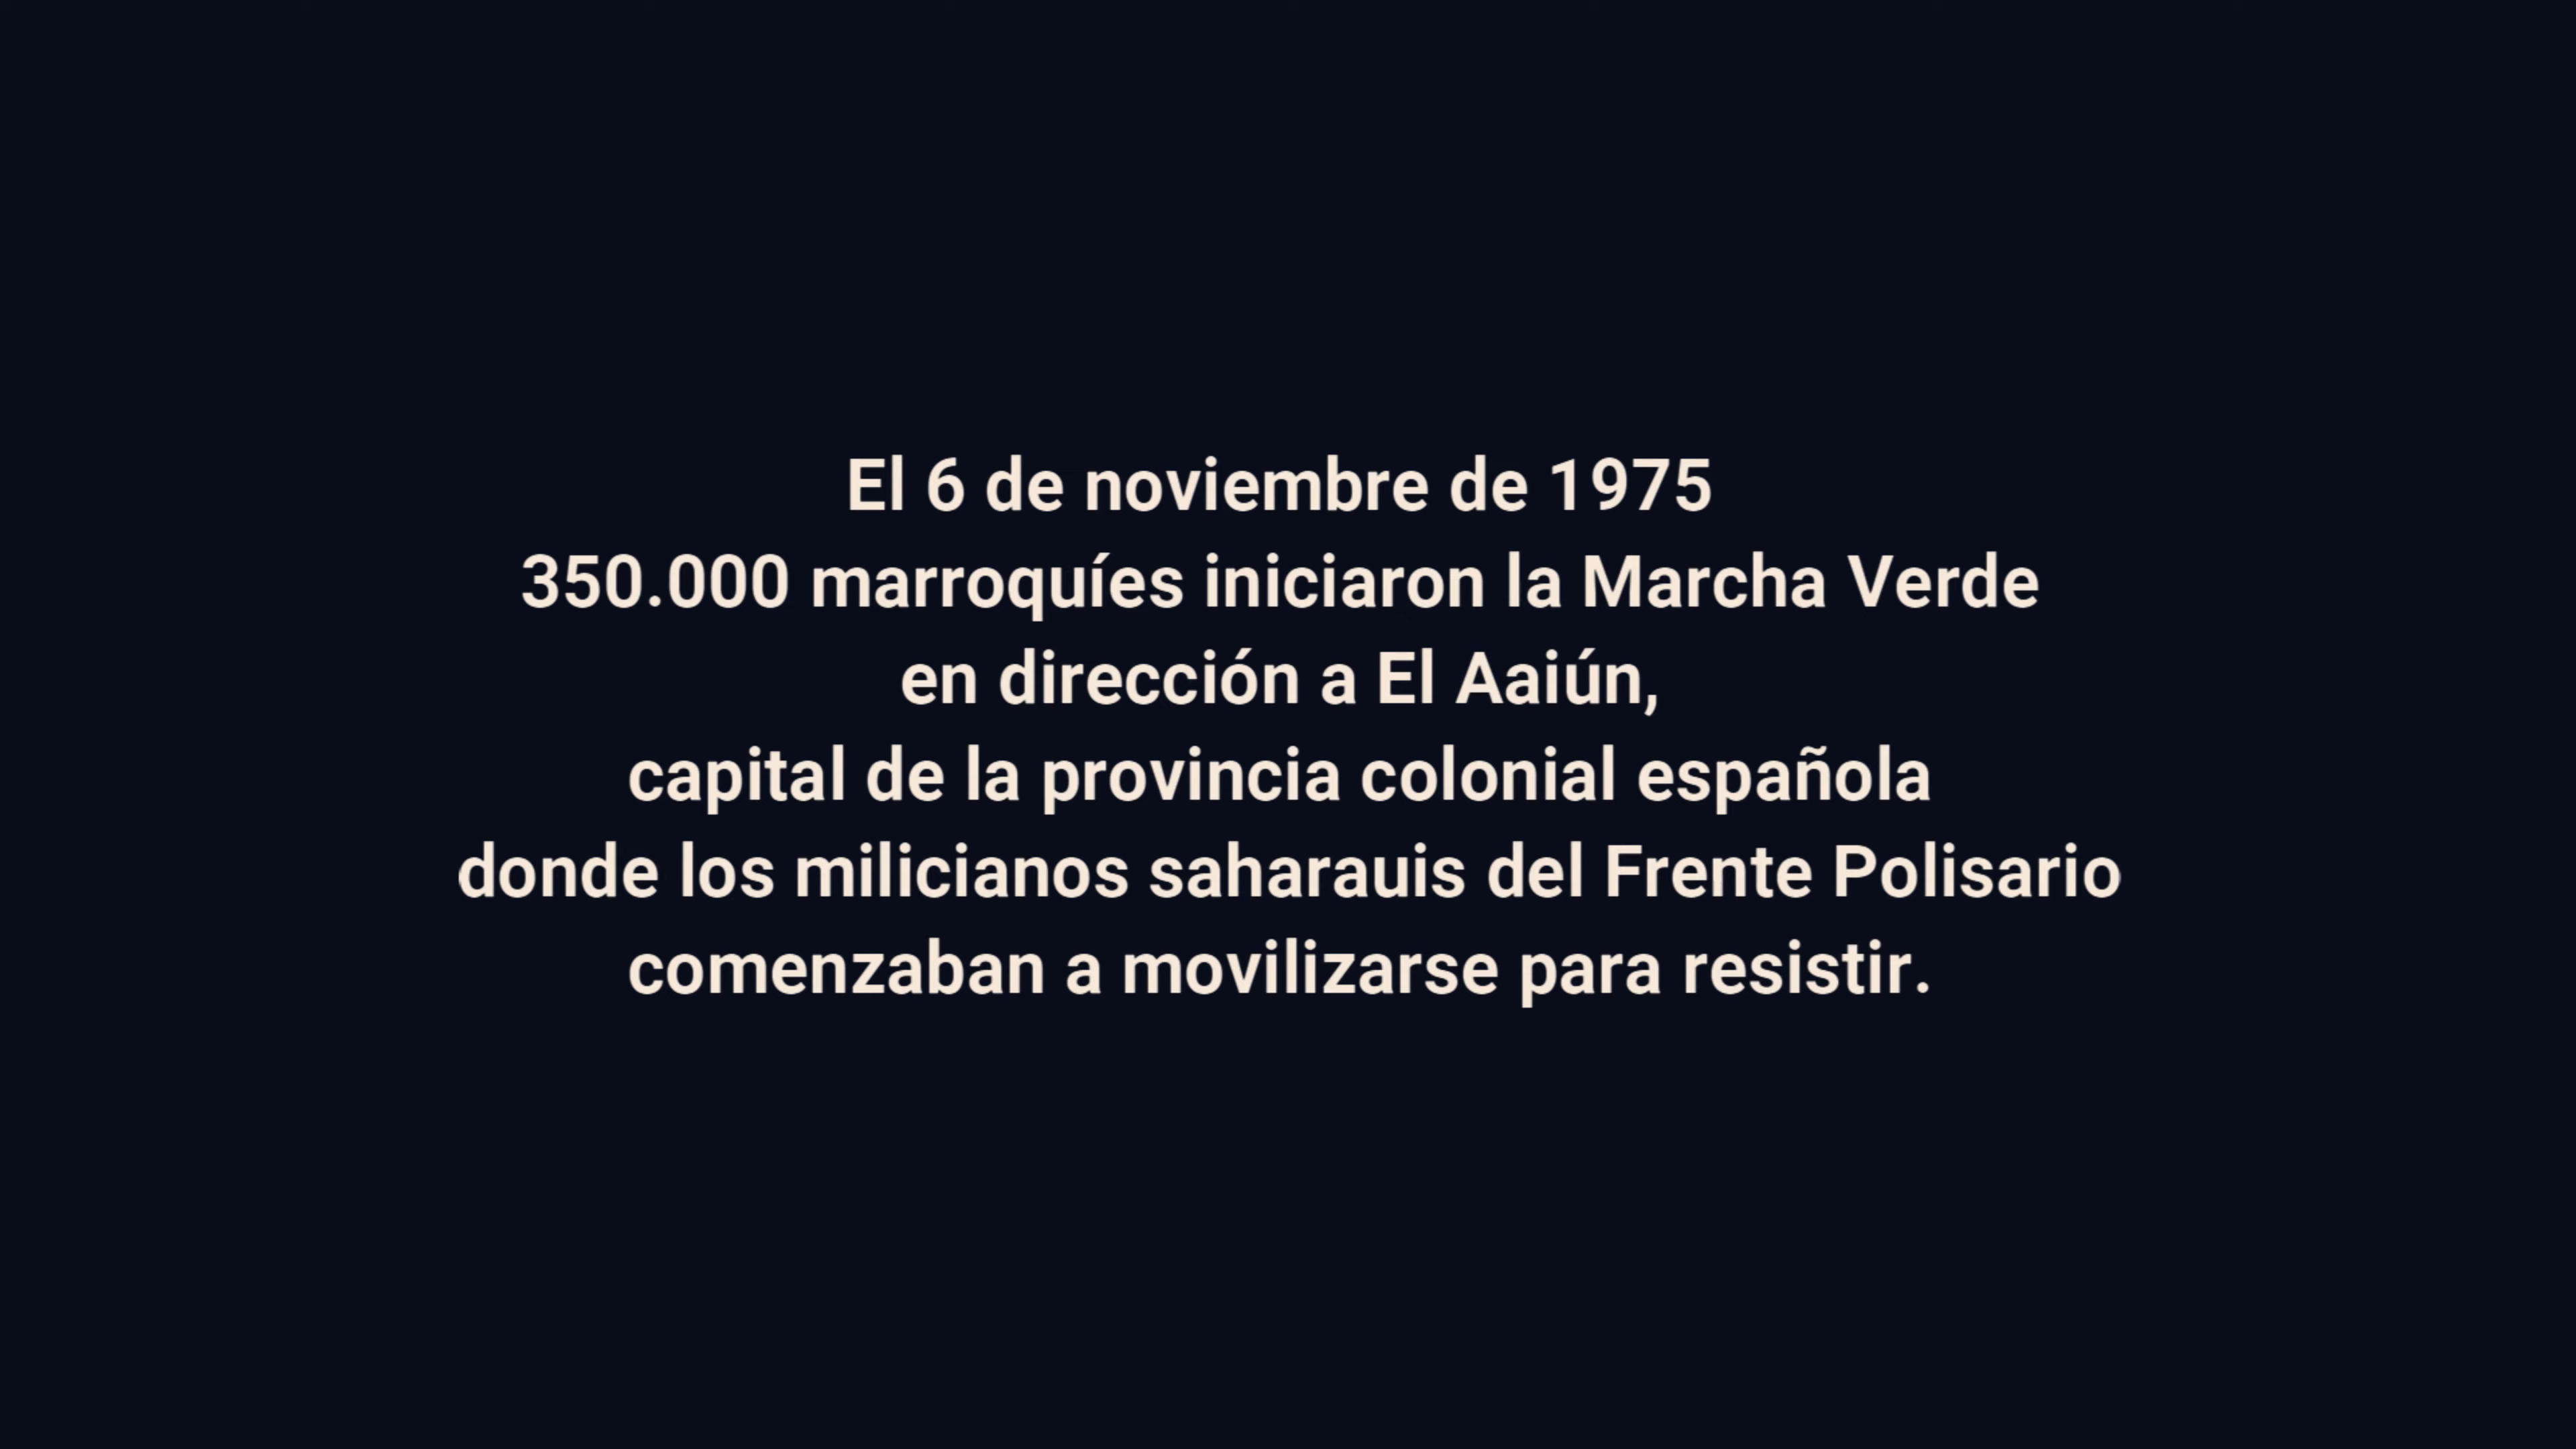 El 6 de noviembre de 1975
350.000 marroquíes iniciaron la Marcha Verde
en dirección a El Aaiún,
capital de la provincia colonial española
donde los milicianos saharauis del Frente Polisario
comenzaban a movilizarse para resistir.